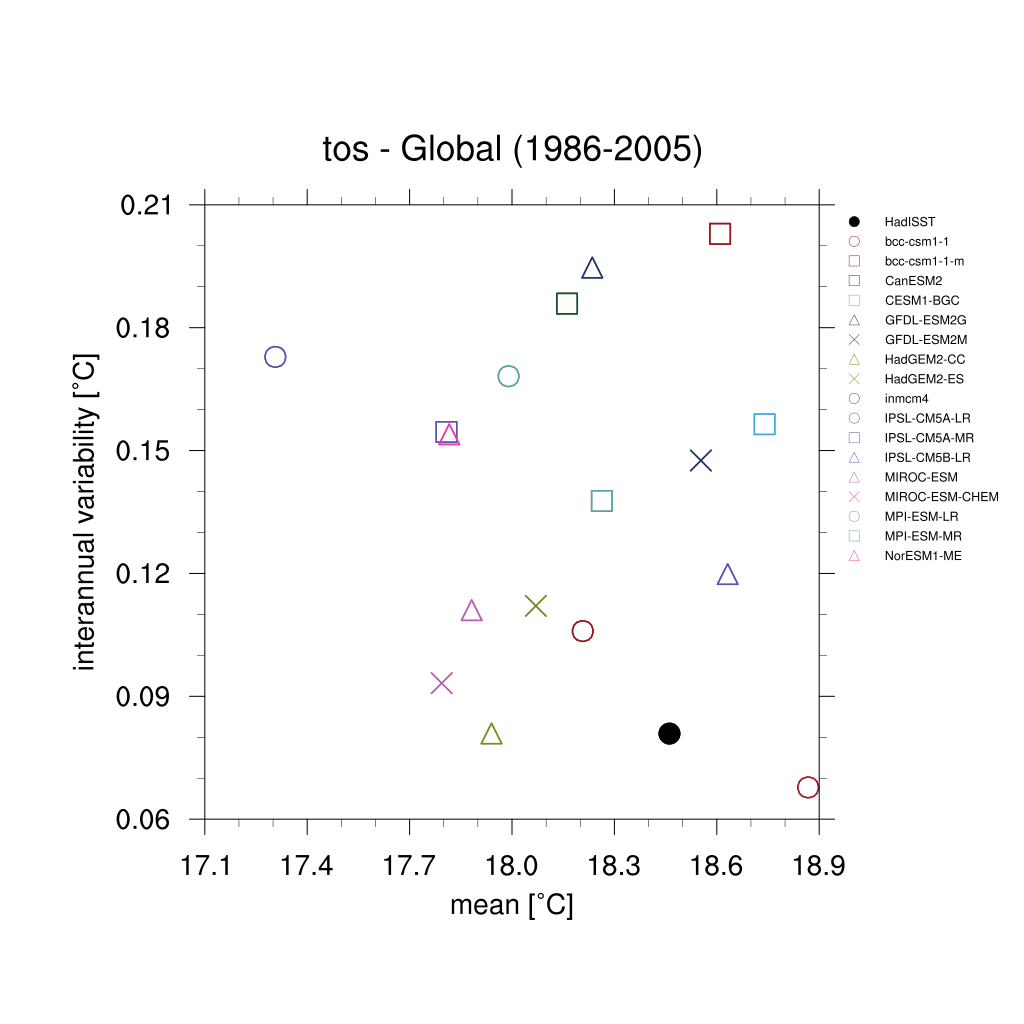 tos - Global (1986-2005)
0.21
0.18
0.15
0.12
0.09
0.06
interannual variability [°C]
17.1 17.4 17.7 18.0 18.3 18.6 18.9
mean [°C]
HadISST
bcc-csm1-1
bcc-csm1-1-m
CanESM2
CESM1-BGC
GFDL-ESM2G
GFDL-ESM2M
HadGEM2-CC
HadGEM2-ES
inmcm4
IPSL-CM5A-LR
IPSL-CM5A-MR
IPSL-CM5B-LR
MIROC-ESM
MIROC-ESM-CHEM
MPI-ESM-LR
MPI-ESM-MR
NorESM1-ME